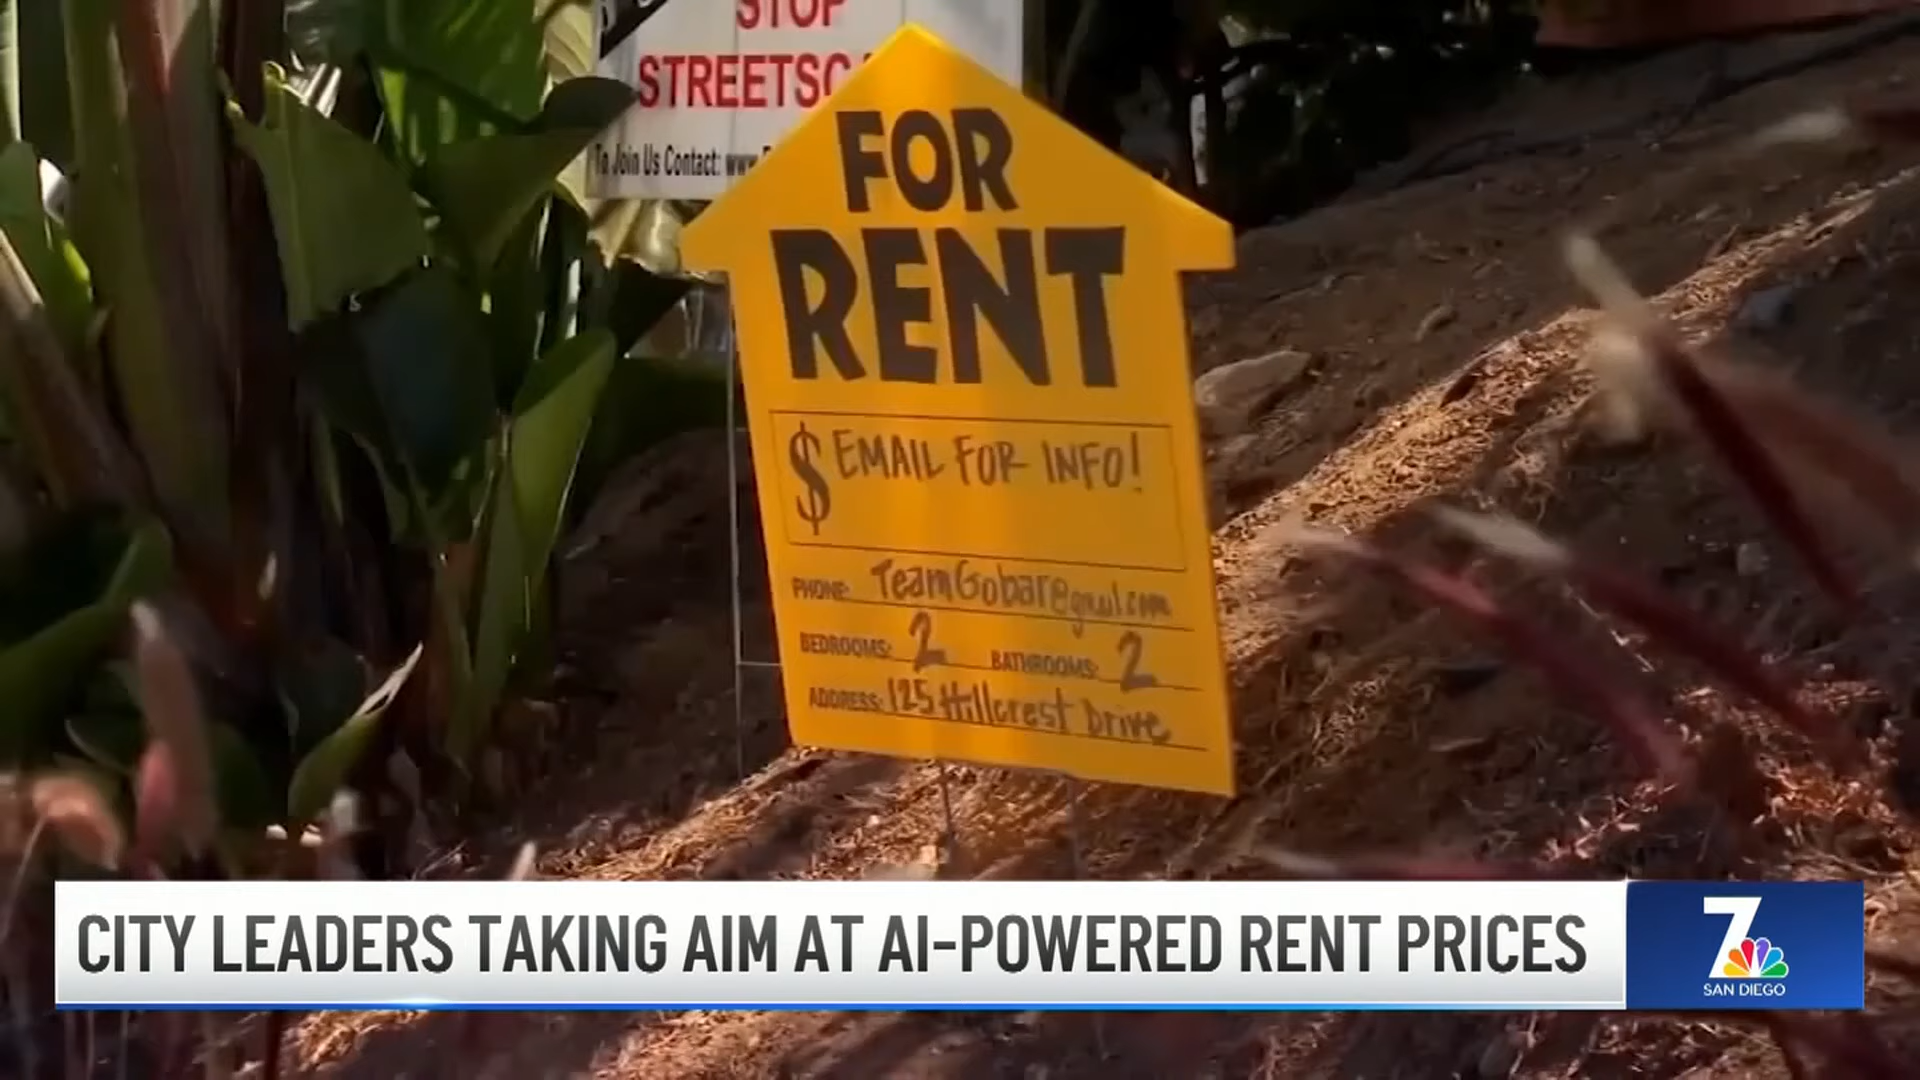 STOP
STREETSC
To Join Us Contact: www.
FOR
RENT
$ EMAIL FOR INFO!
PHONE: TeamGobar@gmail.com
BEDROOMS: 2 BATHROOMS: 2
ADDRESS: 125 Hillcrest Drive
CITY LEADERS TAKING AIM AT AI-POWERED RENT PRICES
7
SAN DIEGO